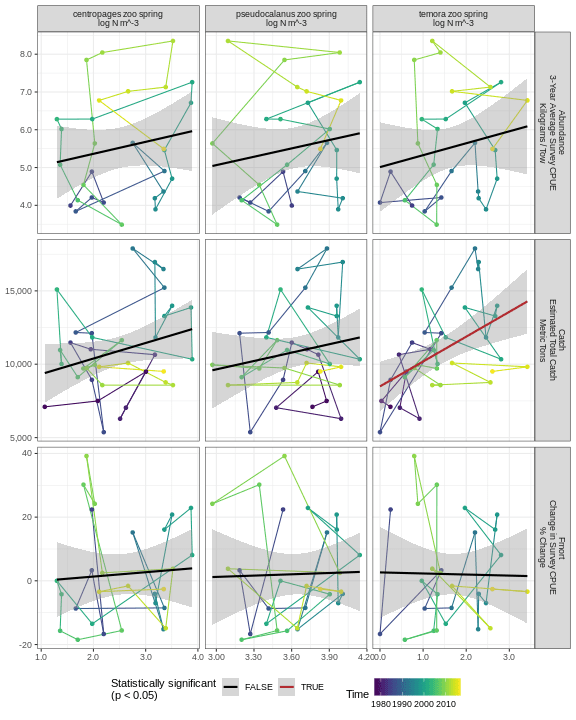 centropages zoo spring
log N m^-3
pseudocalanus zoo spring
log N m^-3
temora zoo spring
log N m^-3
8.0
7.0
6.0
5.0
4.0
Abundance
3-Year Average Survey CPUE
Kilograms / Tow
15,000
10,000
5,000
Catch
Estimated Total Catch
Metric Tons
40
20
0
-20
Fmort
Change in Survey CPUE
% Change
1.0
2.0
3.0
4.0
3.00
3.30
3.60
3.90
4.20
0.0
1.0
2.0
3.0
Statistically significant
(p < 0.05)
FALSE
TRUE
Time
1980 1990 2000 2010